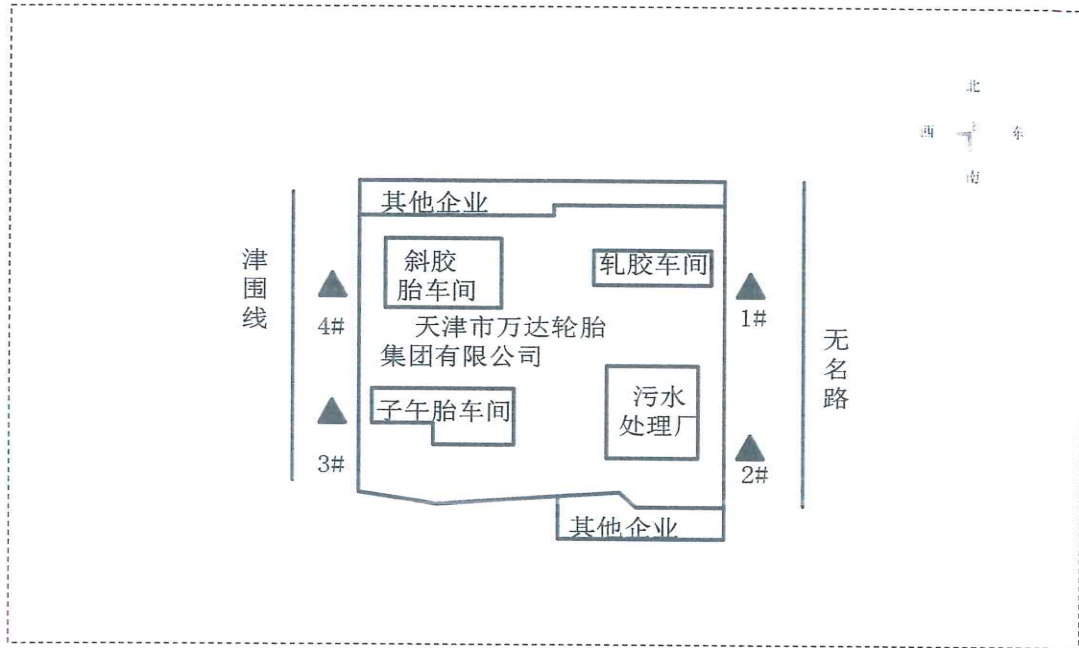 北
西
东
南
其他企业
津围线
斜胶
胎车间
轧胶车间
4#
1#
天津市万达轮胎
集团有限公司
无名路
子午胎车间
污水
处理厂
3#
2#
其他企业